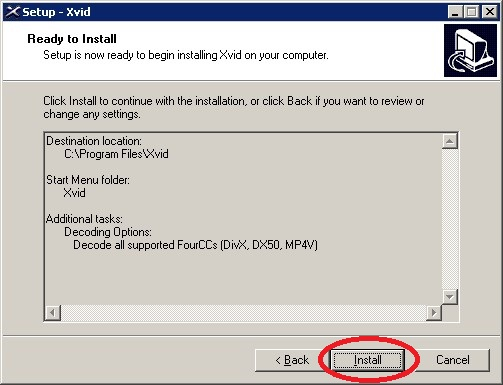 Setup - Xvid
Ready to Install
Setup is now ready to begin installing Xvid on your computer.
Click Install to continue with the installation, or click Back if you want to review or
change any settings.
Destination location:
C:\Program Files\Xvid
Start Menu folder:
Xvid
Additional tasks:
Decoding Options:
Decode all supported FourCCs (DivX, DX50, MP4V)
< Back
Install
Cancel